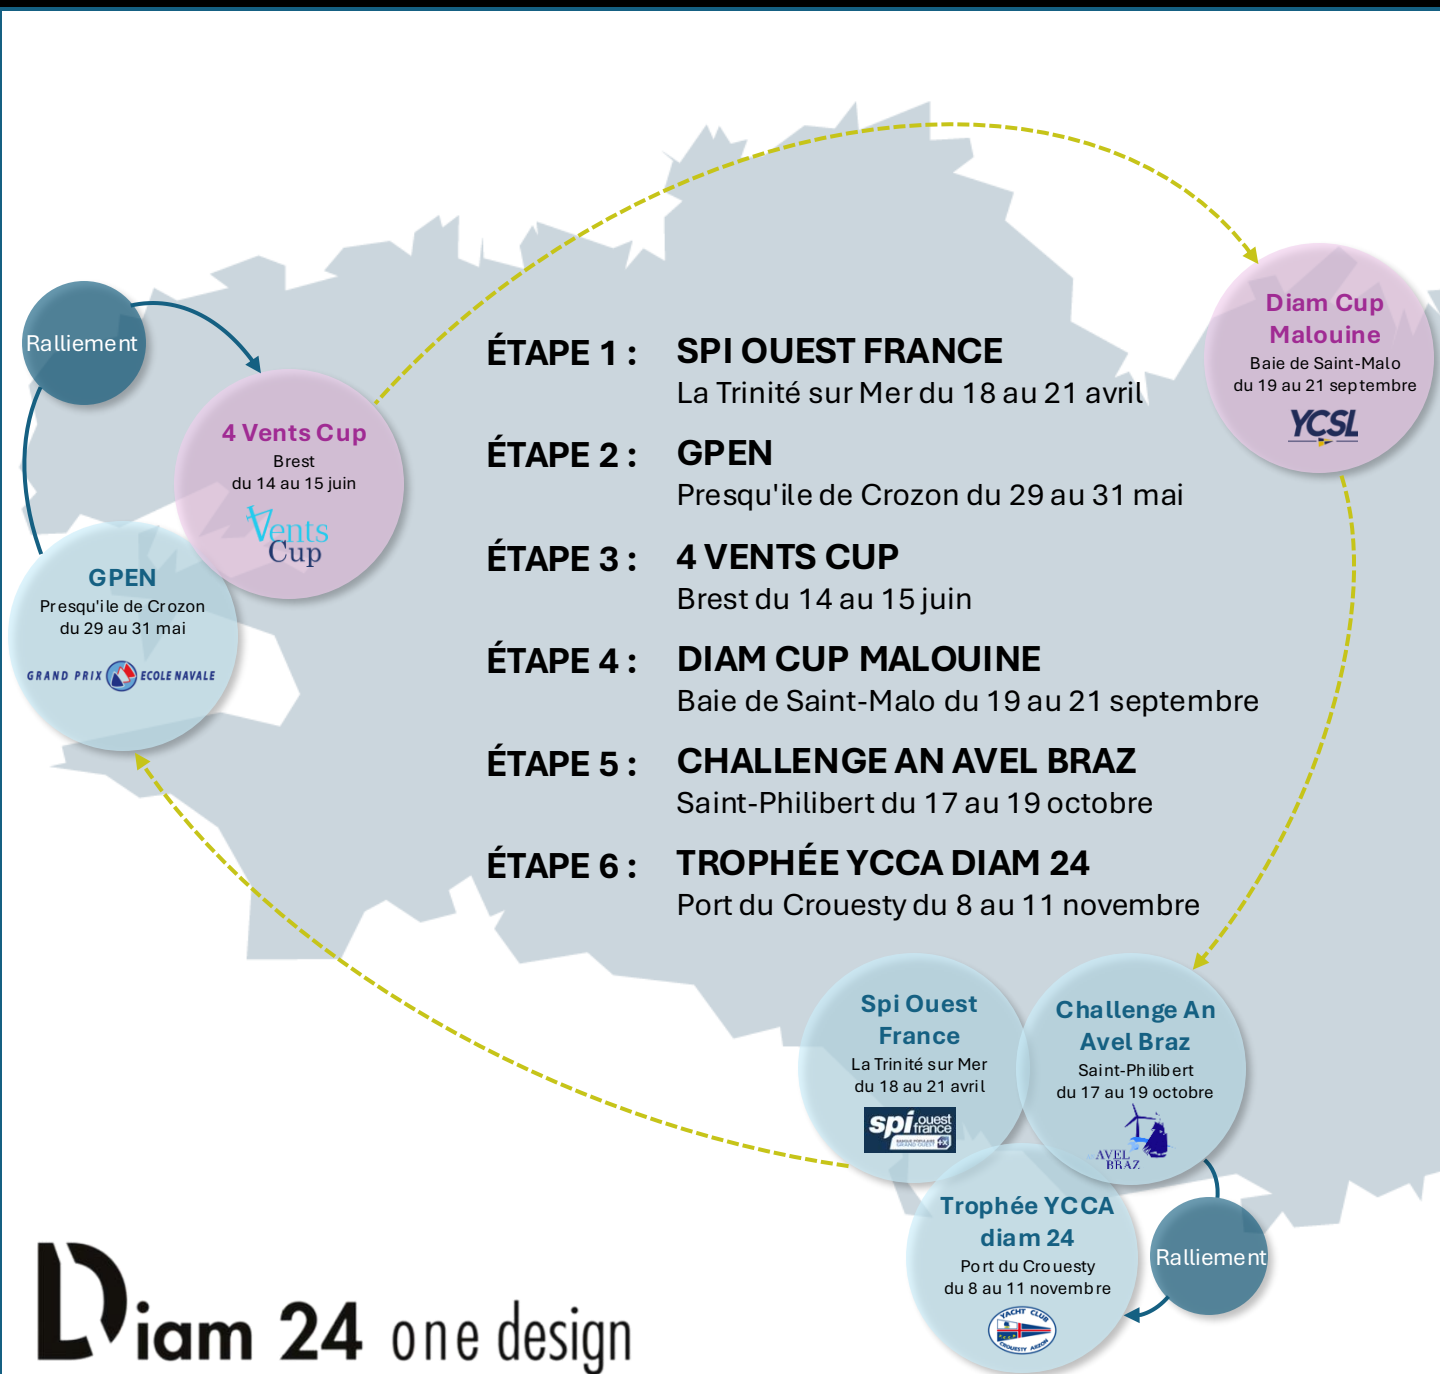 Ralliement
4 Vents Cup
Brest
du 14 au 15 juin
Vents
Cup
GPEN
Presqu'ile de Crozon
du 29 au 31 mai
GRAND PRIX ECOLE NAVALE
Diam Cup
Malouine
Baie de Saint-Malo
du 19 au 21 septembre
YCSL
ÉTAPE 1 : SPI OUEST FRANCE
La Trinité sur Mer du 18 au 21 avril
ÉTAPE 2 : GPEN
Presqu'ile de Crozon du 29 au 31 mai
ÉTAPE 3 : 4 VENTS CUP
Brest du 14 au 15 juin
ÉTAPE 4 : DIAM CUP MALOUINE
Baie de Saint-Malo du 19 au 21 septembre
ÉTAPE 5 : CHALLENGE AN AVEL BRAZ
Saint-Philibert du 17 au 19 octobre
ÉTAPE 6 : TROPHÉE YCCA DIAM 24
Port du Crouesty du 8 au 11 novembre
Spi Ouest
France
La Trinité sur Mer
du 18 au 21 avril
spi ouest
france
BANQUE POPULAIRE
GRAND OUEST
Challenge An
Avel Braz
Saint-Philibert
du 17 au 19 octobre
AVEL
BRAZ
Trophée YCCA
diam 24
Port du Crouesty
du 8 au 11 novembre
YACHT CLUB
CROUESTY ARZON
Ralliement
Diam 24 one design